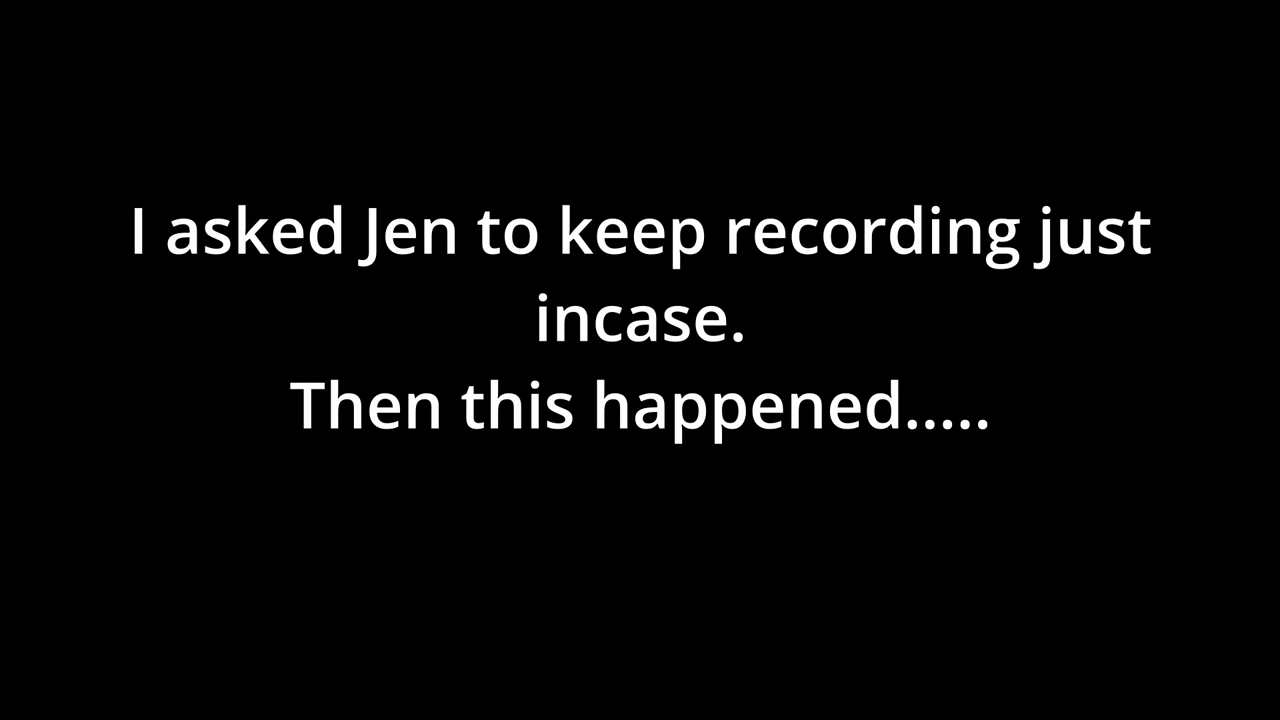 I asked Jen to keep recording just
incase.
Then this happened.....